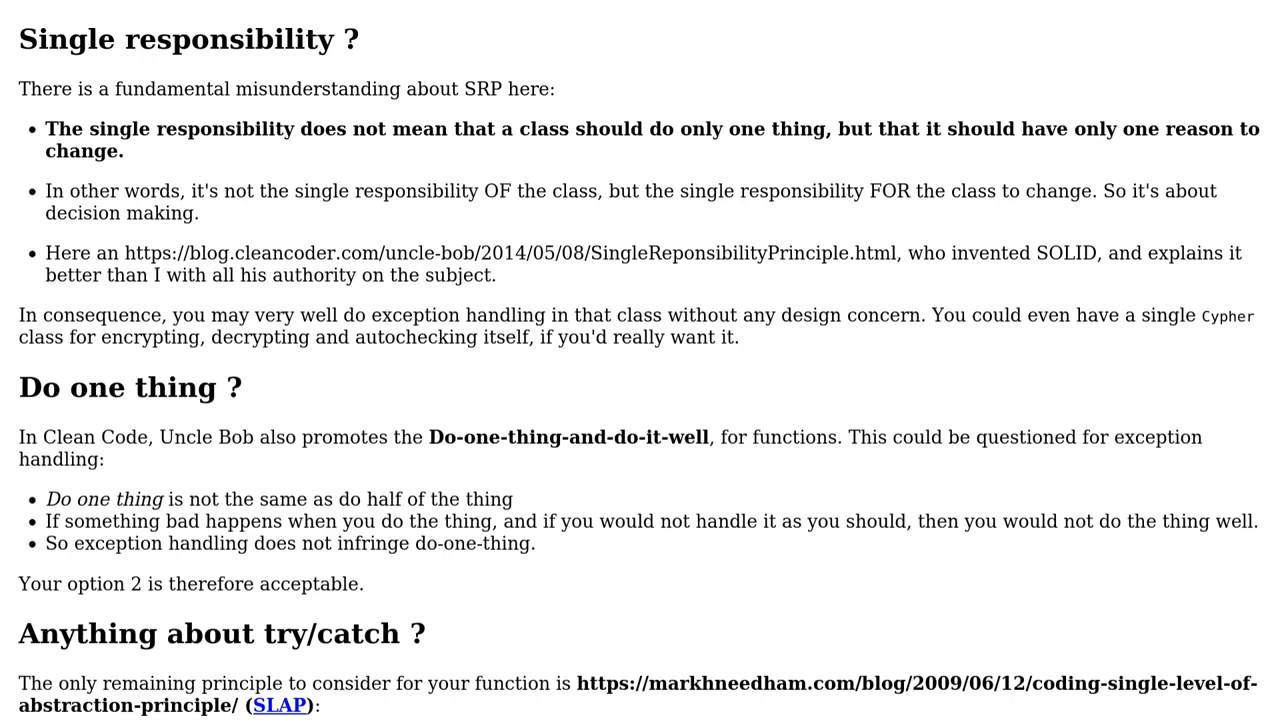 Single responsibility ?
There is a fundamental misunderstanding about SRP here:
• The single responsibility does not mean that a class should do only one thing, but that it should have only one reason to
change.
• In other words, it's not the single responsibility OF the class, but the single responsibility FOR the class to change. So it's about
decision making.
• Here an https://blog.cleancoder.com/uncle-bob/2014/05/08/SingleReponsibilityPrinciple.html, who invented SOLID, and explains it
better than I with all his authority on the subject.
In consequence, you may very well do exception handling in that class without any design concern. You could even have a single Cypher
class for encrypting, decrypting and autochecking itself, if you'd really want it.
Do one thing ?
In Clean Code, Uncle Bob also promotes the Do-one-thing-and-do-it-well, for functions. This could be questioned for exception
handling:
• Do one thing is not the same as do half of the thing
• If something bad happens when you do the thing, and if you would not handle it as you should, then you would not do the thing well.
• So exception handling does not infringe do-one-thing.
Your option 2 is therefore acceptable.
Anything about try/catch ?
The only remaining principle to consider for your function is https://markhneedham.com/blog/2009/06/12/coding-single-level-of-
abstraction-principle/ (SLAP):